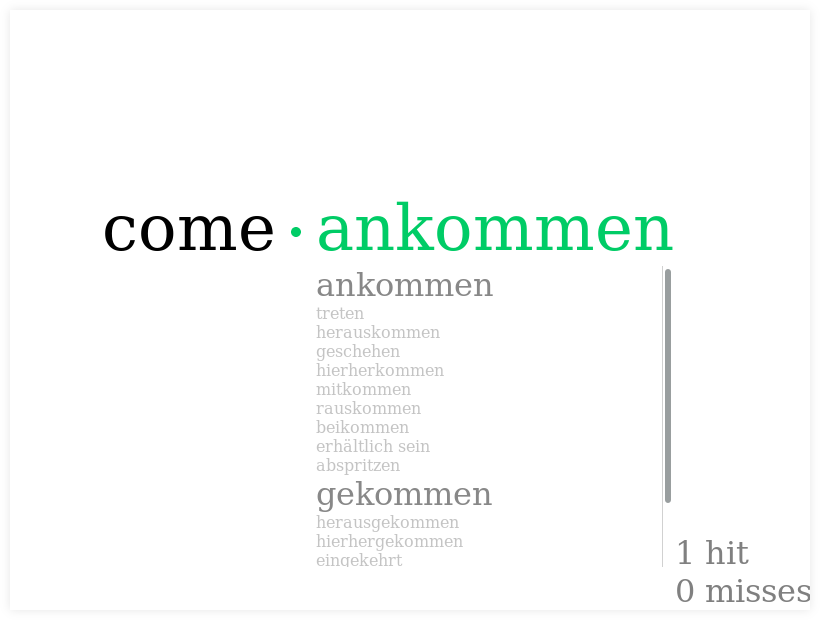 come · ankommen
ankommen
treten
herauskommen
geschehen
hierherkommen
mitkommen
rauskommen
beikommen
erhältlich sein
abspritzen
gekommen
herausgekommen
hierhergekommen
eingekehrt
1 hit
0 misses